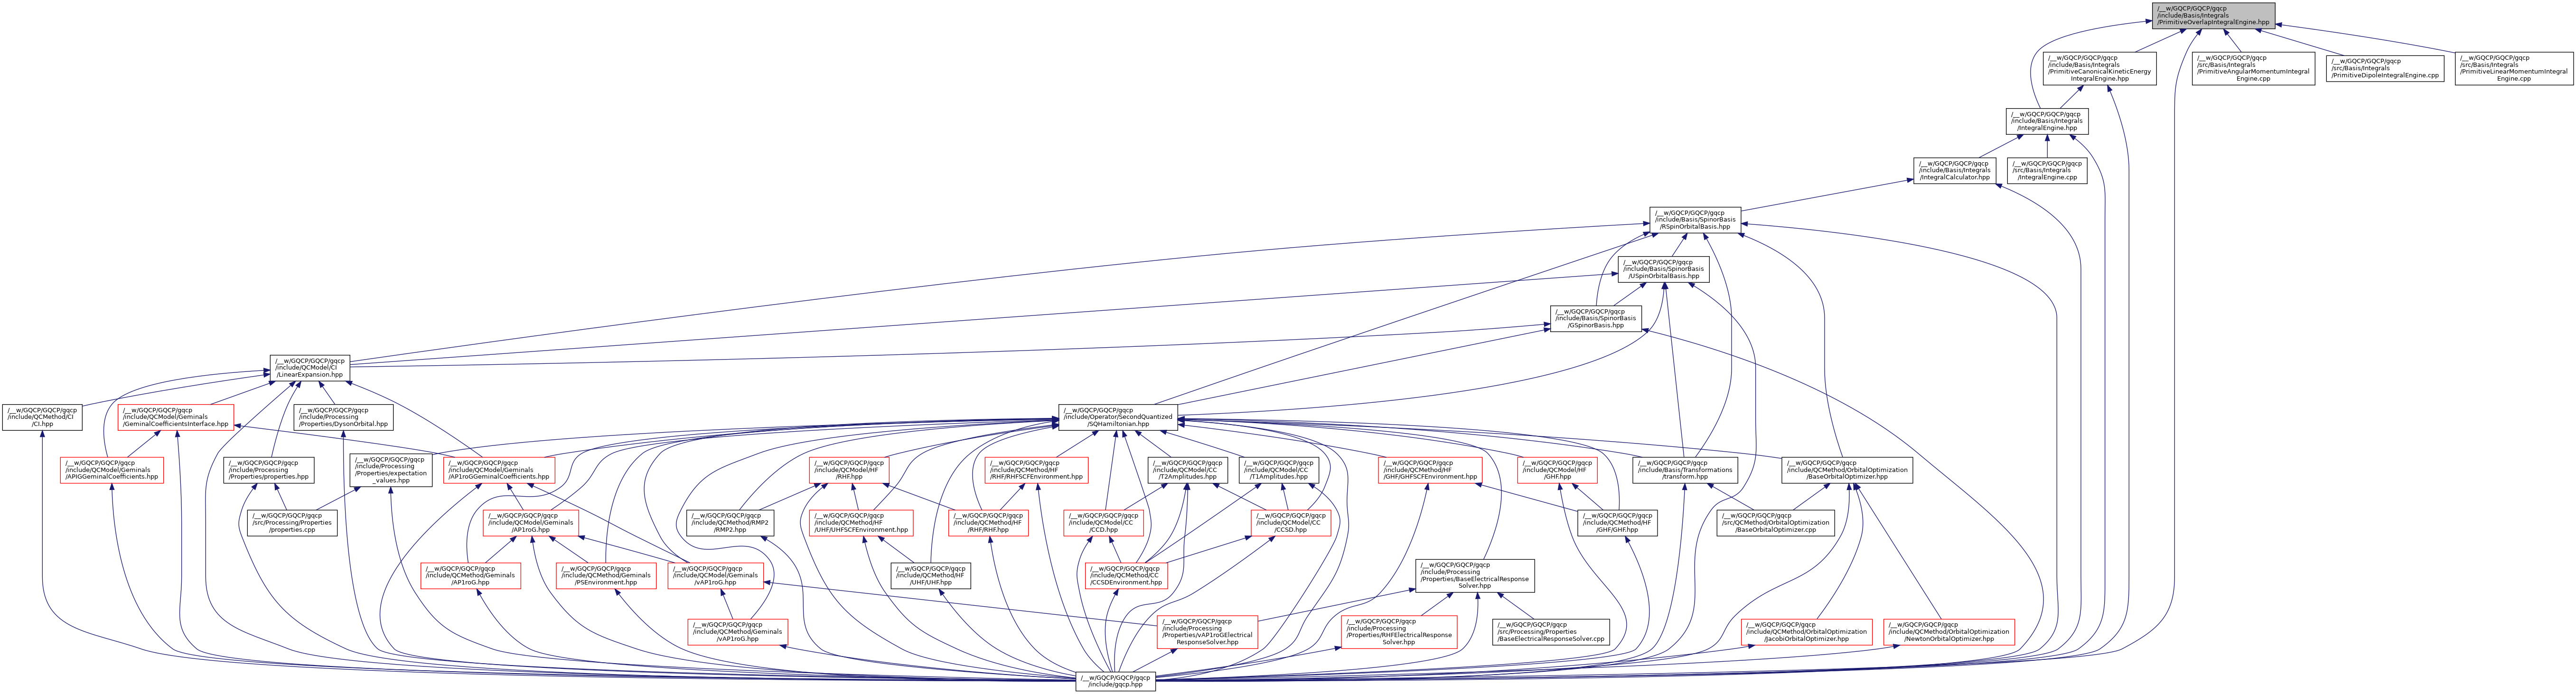 /__w/GQCP/GQCP/gqcp
/include/Basis/Integrals
/PrimitiveOverlapIntegralEngine.hpp
/__w/GQCP/GQCP/gqcp
/include/Basis/Integrals
/PrimitiveCanonicalKineticEnergy
IntegralEngine.hpp
/__w/GQCP/GQCP/gqcp
/src/Basis/Integrals
/PrimitiveAngularMomentumIntegral
Engine.cpp
/__w/GQCP/GQCP/gqcp
/src/Basis/Integrals
/PrimitiveDipoleIntegralEngine.cpp
/__w/GQCP/GQCP/gqcp
/src/Basis/Integrals
/PrimitiveLinearMomentumIntegral
Engine.cpp
/__w/GQCP/GQCP/gqcp
/include/Basis/Integrals
/IntegralEngine.hpp
/__w/GQCP/GQCP/gqcp
/include/Basis/Integrals
/IntegralCalculator.hpp
/__w/GQCP/GQCP/gqcp
/src/Basis/Integrals
/IntegralEngine.cpp
/__w/GQCP/GQCP/gqcp
/include/Basis/SpinorBasis
/RSpinOrbitalBasis.hpp
/__w/GQCP/GQCP/gqcp
/include/Basis/SpinorBasis
/USpinOrbitalBasis.hpp
/__w/GQCP/GQCP/gqcp
/include/Basis/SpinorBasis
/GSpinorBasis.hpp
/__w/GQCP/GQCP/gqcp
/include/QCModel/CI
/LinearExpansion.hpp
/__w/GQCP/GQCP/gqcp
/include/QCMethod/CI
/CI.hpp
/__w/GQCP/GQCP/gqcp
/include/QCModel/Geminals
/GeminalCoefficientsInterface.hpp
/__w/GQCP/GQCP/gqcp
/include/Processing
/Properties/DysonOrbital.hpp
/__w/GQCP/GQCP/gqcp
/include/Operator/SecondQuantized
/SQHamiltonian.hpp
/__w/GQCP/GQCP/gqcp
/include/QCModel/Geminals
/APIGGeminalCoefficients.hpp
/__w/GQCP/GQCP/gqcp
/include/Processing
/Properties/properties.hpp
/__w/GQCP/GQCP/gqcp
/include/Processing
/Properties/expectation
_values.hpp
/__w/GQCP/GQCP/gqcp
/include/QCModel/Geminals
/AP1roGGeminalCoefficients.hpp
/__w/GQCP/GQCP/gqcp
/include/QCModel/HF
/RHF.hpp
/__w/GQCP/GQCP/gqcp
/include/QCMethod/HF
/RHF/RHFSCFEnvironment.hpp
/__w/GQCP/GQCP/gqcp
/include/QCModel/CC
/T2Amplitudes.hpp
/__w/GQCP/GQCP/gqcp
/include/QCModel/CC
/T1Amplitudes.hpp
/__w/GQCP/GQCP/gqcp
/include/QCMethod/HF
/GHF/GHFSCFEnvironment.hpp
/__w/GQCP/GQCP/gqcp
/include/QCModel/HF
/GHF.hpp
/__w/GQCP/GQCP/gqcp
/include/Basis/Transformations
/transform.hpp
/__w/GQCP/GQCP/gqcp
/include/QCMethod/OrbitalOptimization
/BaseOrbitalOptimizer.hpp
/__w/GQCP/GQCP/gqcp
/src/Processing/Properties
/properties.cpp
/__w/GQCP/GQCP/gqcp
/include/QCModel/Geminals
/AP1roG.hpp
/__w/GQCP/GQCP/gqcp
/include/QCMethod/RMP2
/RMP2.hpp
/__w/GQCP/GQCP/gqcp
/include/QCMethod/HF
/UHF/UHFSCFEnvironment.hpp
/__w/GQCP/GQCP/gqcp
/include/QCMethod/HF
/RHF/RHF.hpp
/__w/GQCP/GQCP/gqcp
/include/QCModel/CC
/CCD.hpp
/__w/GQCP/GQCP/gqcp
/include/QCModel/CC
/CCSD.hpp
/__w/GQCP/GQCP/gqcp
/include/QCMethod/HF
/GHF/GHF.hpp
/__w/GQCP/GQCP/gqcp
/src/QCMethod/OrbitalOptimization
/BaseOrbitalOptimizer.cpp
/__w/GQCP/GQCP/gqcp
/include/QCMethod/Geminals
/AP1roG.hpp
/__w/GQCP/GQCP/gqcp
/include/QCMethod/Geminals
/PSEnvironment.hpp
/__w/GQCP/GQCP/gqcp
/include/QCModel/Geminals
/vAP1roG.hpp
/__w/GQCP/GQCP/gqcp
/include/QCMethod/HF
/UHF/UHF.hpp
/__w/GQCP/GQCP/gqcp
/include/QCMethod/CC
/CCSDEnvironment.hpp
/__w/GQCP/GQCP/gqcp
/include/Processing
/Properties/BaseElectricalResponse
Solver.hpp
/__w/GQCP/GQCP/gqcp
/include/QCMethod/Geminals
/vAP1roG.hpp
/__w/GQCP/GQCP/gqcp
/include/Processing
/Properties/vAP1roGElectrical
ResponseSolver.hpp
/__w/GQCP/GQCP/gqcp
/include/Processing
/Properties/RHFElectricalResponse
Solver.hpp
/__w/GQCP/GQCP/gqcp
/src/Processing/Properties
/BaseElectricalResponseSolver.cpp
/__w/GQCP/GQCP/gqcp
/include/QCMethod/OrbitalOptimization
/JacobiOrbitalOptimizer.hpp
/__w/GQCP/GQCP/gqcp
/include/QCMethod/OrbitalOptimization
/NewtonOrbitalOptimizer.hpp
/__w/GQCP/GQCP/gqcp
/include/gqcp.hpp